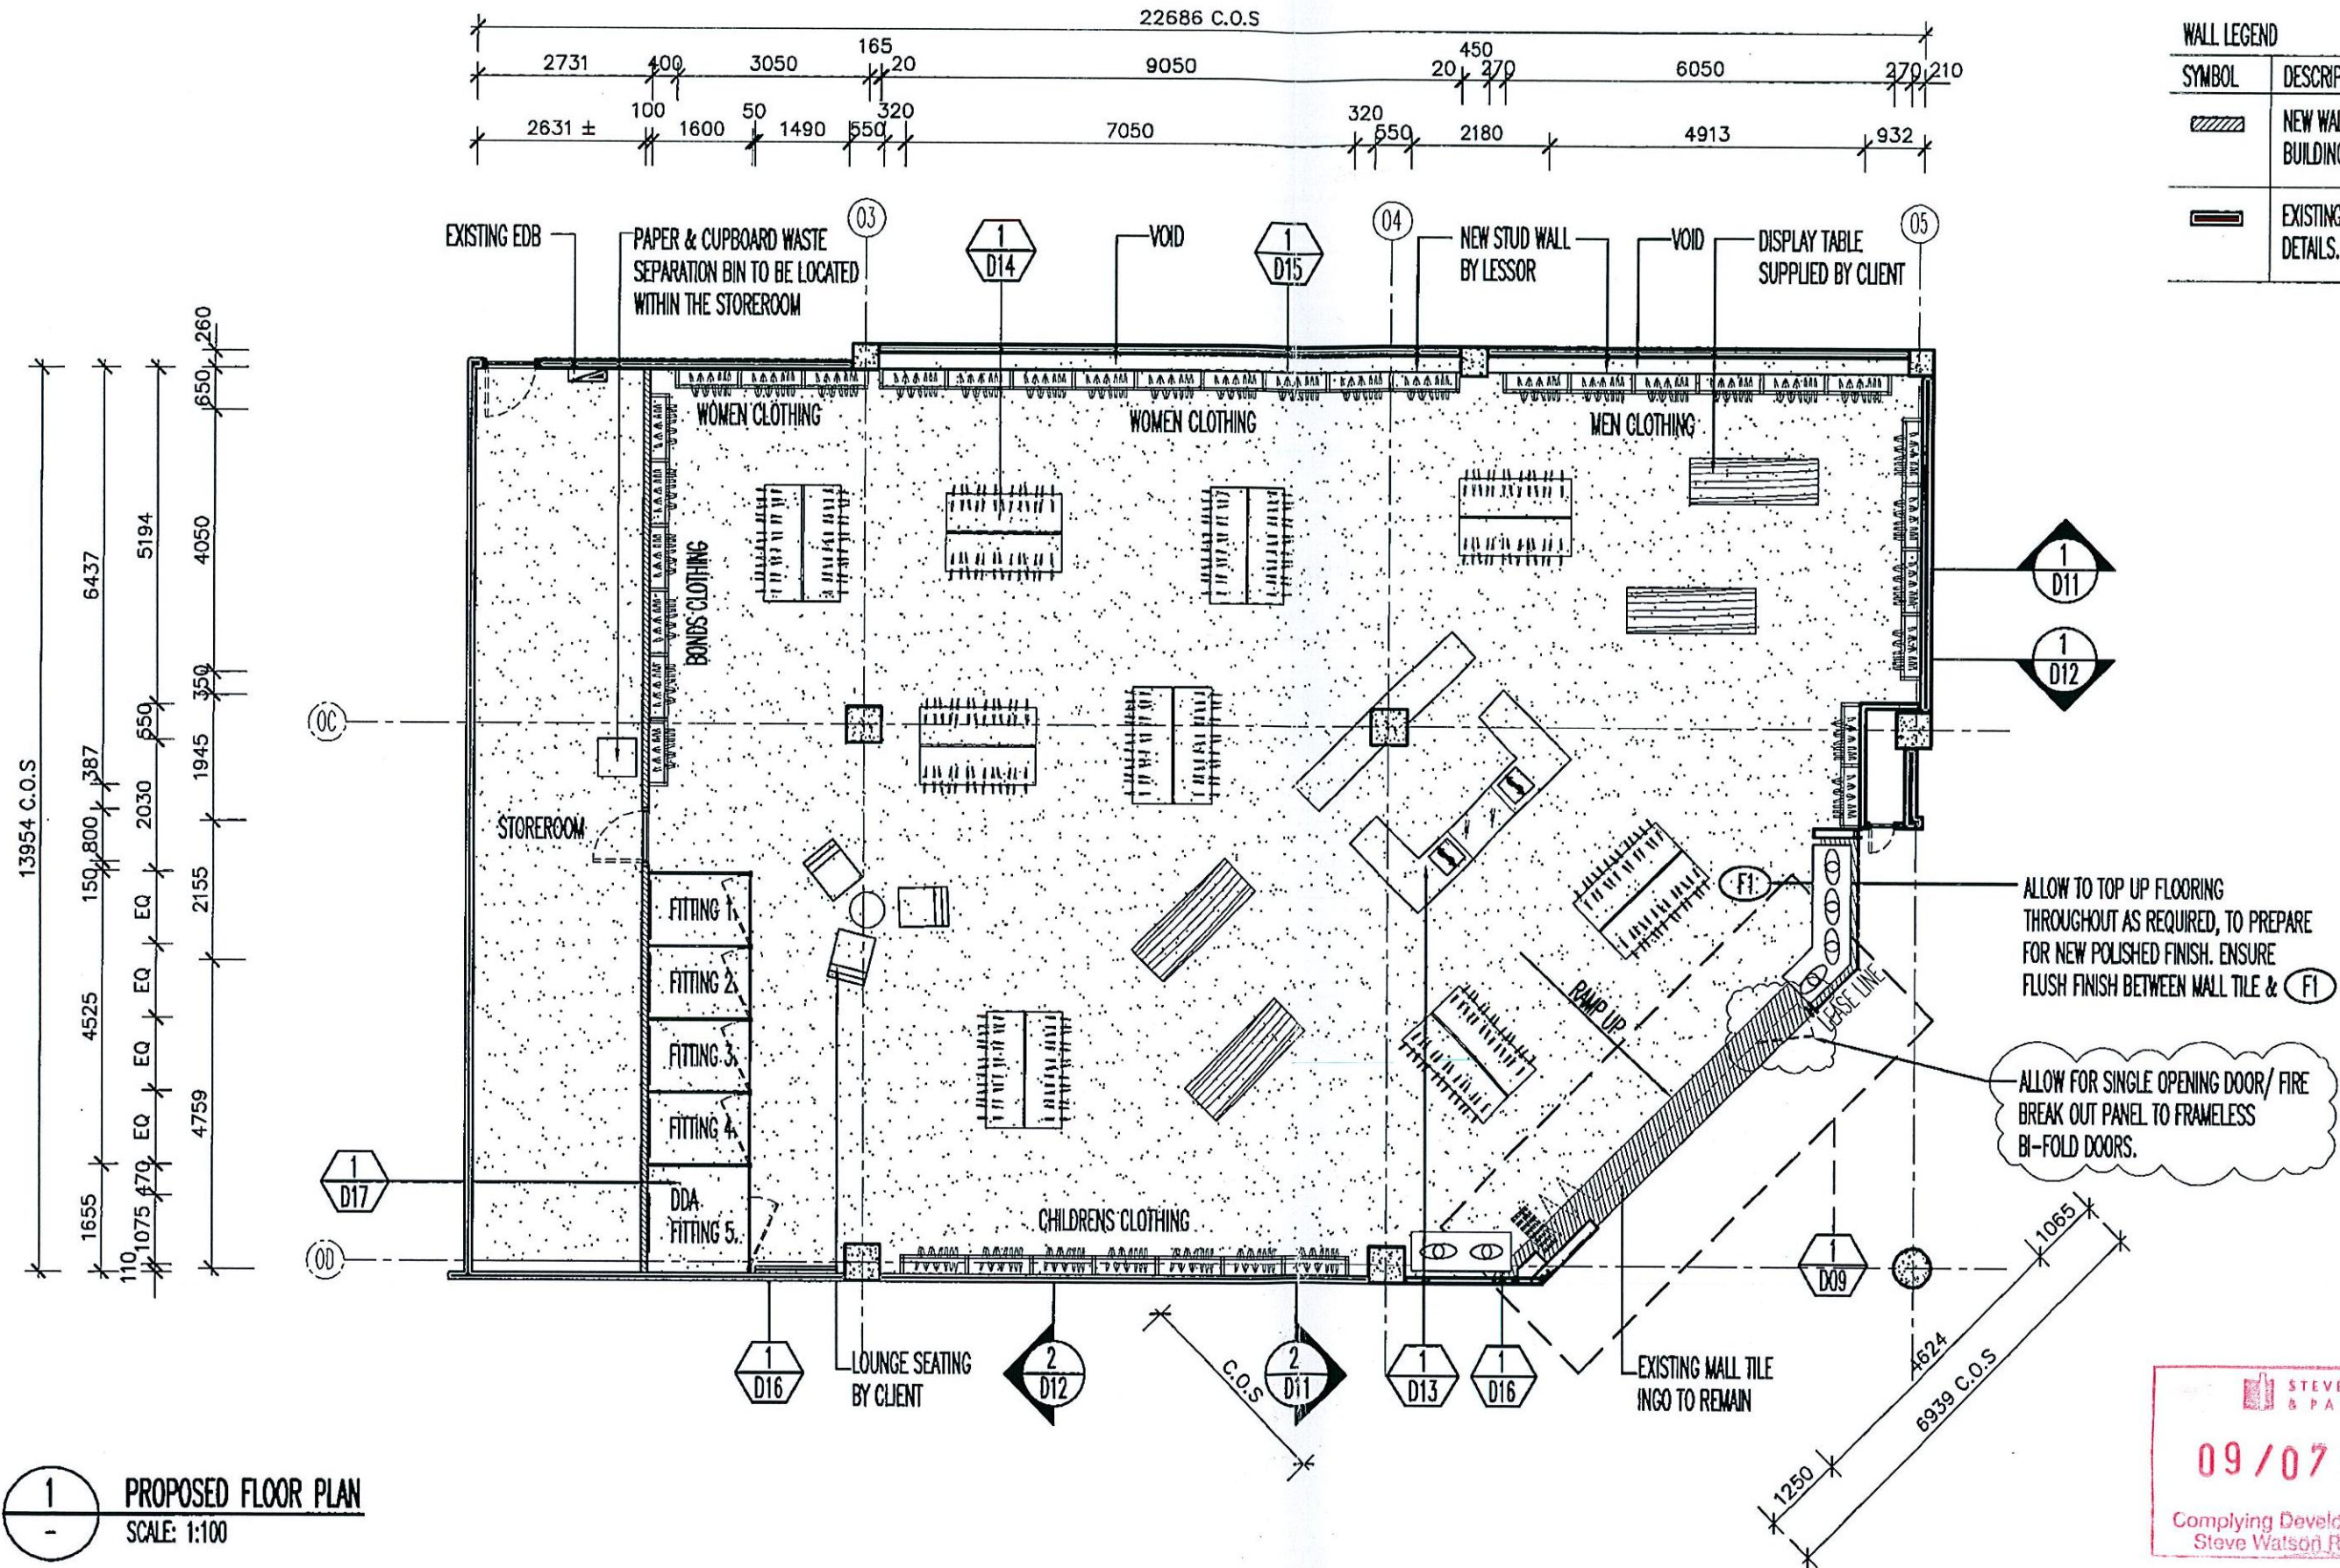 22686 C.O.S
2731
400
3050
165
20
9050
450
20
270
6050
270
210
2631 ±
100
1600
50
1490
550
320
7050
320
550
2180
4913
932
WALL LEGEND
SYMBOL
NEW
EXISTING
DETAILS.
EXISTING EDB
PAPER & CUPBOARD WASTE
SEPARATION BIN TO BE LOCATED
WITHIN THE STOREROOM
03
1
D14
VOID
1
D15
04
NEW STUD WALL
BY LESSOR
VOID
DISPLAY TABLE
SUPPLIED BY CLIENT
05
13954 C.O.S
6437
387
800
150
4525
1655
5194
550
2030
EQ
EQ
EQ
EQ
470
1075
110
260
650
4050
350
1945
2155
4759
WOMEN CLOTHING
WOMEN CLOTHING
MEN CLOTHING
BONDS CLOTHING
1
D11
1
D12
0C
STOREROOM
FITTING 1
FITTING 2
FITTING 3
FITTING 4
DDA
FITTING 5
F1
ALLOW TO TOP UP FLOORING
THROUGHOUT AS REQUIRED, TO PREPARE
FOR NEW POLISHED FINISH. ENSURE
FLUSH FINISH BETWEEN MALL TILE & F1
RAMP UP
LEASE LINE
ALLOW FOR SINGLE OPENING DOOR/ FIRE
BREAK OUT PANEL TO FRAMELESS
BI-FOLD DOORS.
1
D17
CHILDRENS CLOTHING
0D
1
D09
1065
4624
6939 C.O.S
1250
1
D16
LOUNGE SEATING
BY CLIENT
2
D12
C.O.S
2
D11
1
D13
1
D16
EXISTING MALL TILE
INGO TO REMAIN
1
-
PROPOSED FLOOR PLAN
SCALE: 1:100
STEVE
& PA
09/07
Complying
Steve Watson